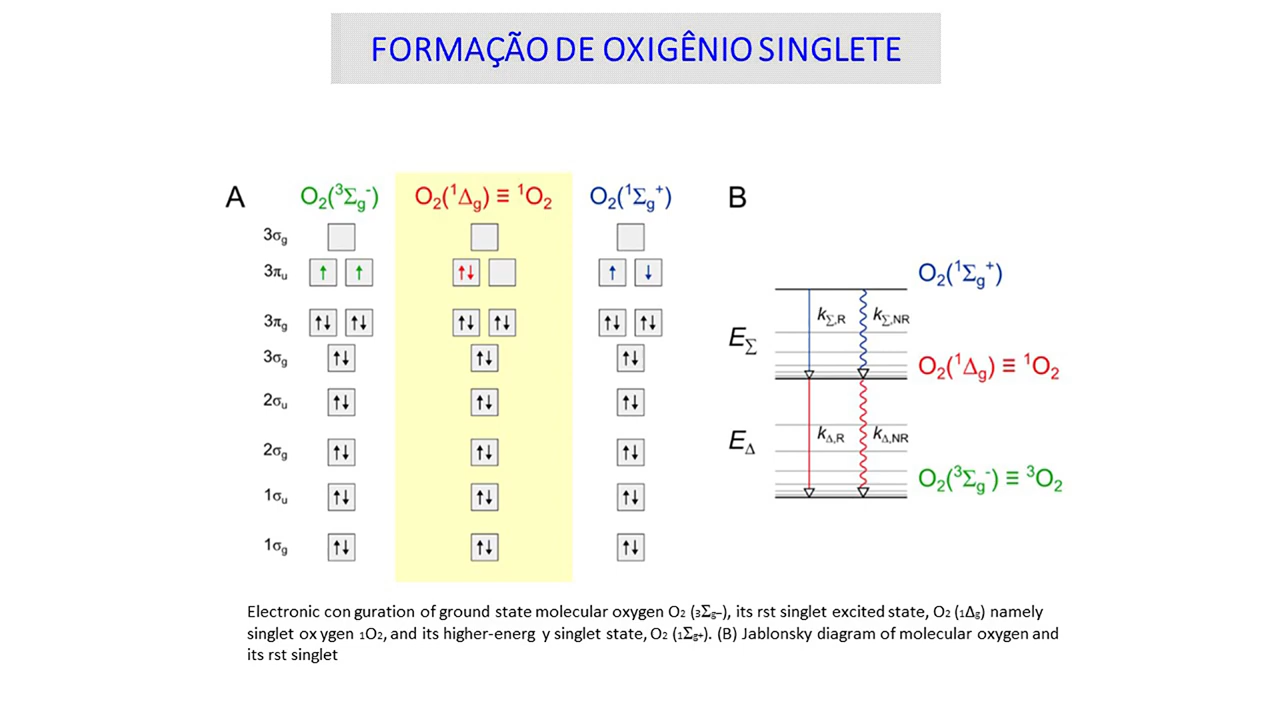 FORMAÇÃO DE OXIGÊNIO SINGLETE
A
O₂(³Σg⁻)
O₂(¹Δg) ≡ ¹O₂
O₂(¹Σg⁺)
3σg
3πu ↑ ↑ ↑↓ ↑ ↓
3πg ↑↓ ↑↓ ↑↓ ↑↓ ↑↓ ↑↓
3σg ↑↓ ↑↓ ↑↓
2σu ↑↓ ↑↓ ↑↓
2σg ↑↓ ↑↓ ↑↓
1σu ↑↓ ↑↓ ↑↓
1σg ↑↓ ↑↓ ↑↓
B
O₂(¹Σg⁺)
kΣ,R kΣ,NR
EΣ
O₂(¹Δg) ≡ ¹O₂
EΔ
kΔ,R kΔ,NR
O₂(³Σg⁻) ≡ ³O₂
Electronic con guration of ground state molecular oxygen O₂ (₃Σg–), its rst singlet excited state, O₂ (₁Δg) namely
singlet ox ygen ₁O₂, and its higher-energ y singlet state, O₂ (₁Σg+). (B) Jablonsky diagram of molecular oxygen and
its rst singlet